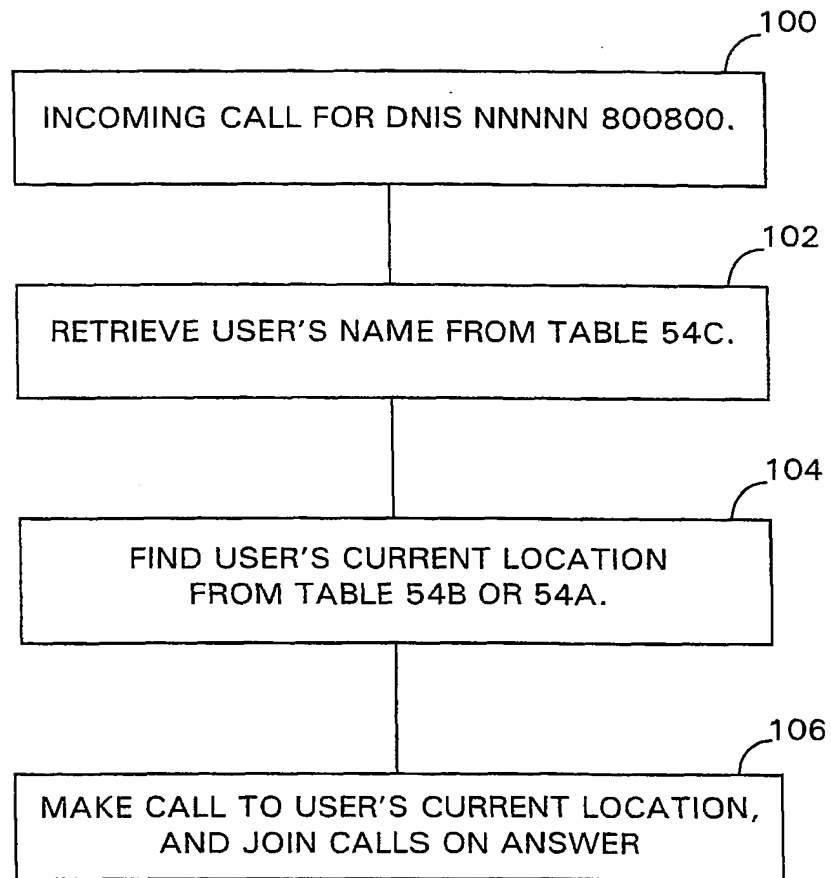 100
INCOMING CALL FOR DNIS NNNNN 800800.
102
RETRIEVE USER'S NAME FROM TABLE 54C.
104
FIND USER'S CURRENT LOCATION
FROM TABLE 54B OR 54A.
106
MAKE CALL TO USER'S CURRENT LOCATION,
AND JOIN CALLS ON ANSWER